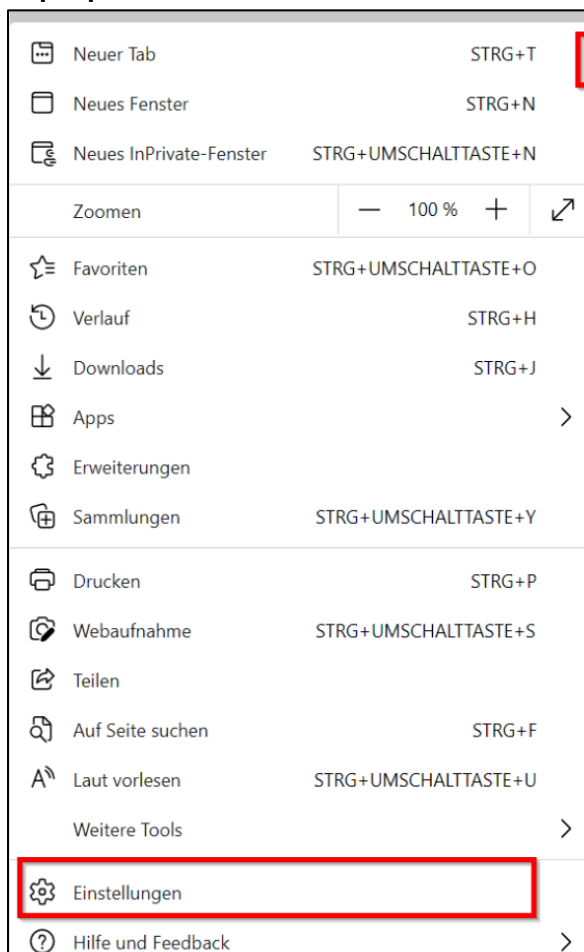 Neuer Tab STRG+T
Neues Fenster STRG+N
Neues InPrivate-Fenster STRG+UMSCHALTTASTE+N
Zoomen — 100 % +
Favoriten STRG+UMSCHALTTASTE+O
Verlauf STRG+H
Downloads STRG+J
Apps
Erweiterungen
Sammlungen STRG+UMSCHALTTASTE+Y
Drucken STRG+P
Webaufnahme STRG+UMSCHALTTASTE+S
Teilen
Auf Seite suchen STRG+F
Laut vorlesen STRG+UMSCHALTTASTE+U
Weitere Tools
Einstellungen
Hilfe und Feedback